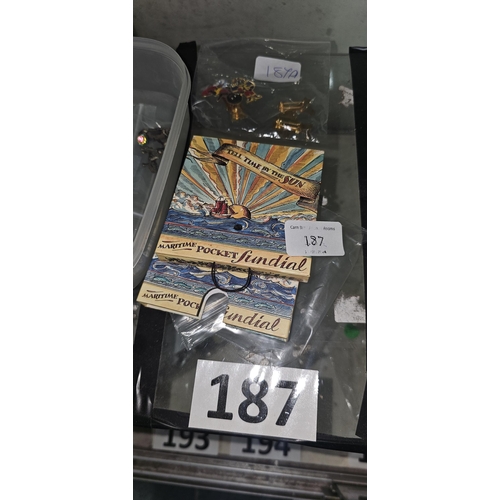 TELL TIME BY THE SUN
187
MARITIME POCKET Sundial
MARITIME POCK
Sundial
187
193 194